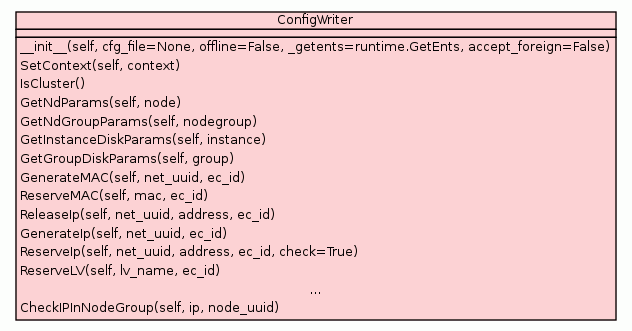 ConfigWriter
__init__(self, cfg_file=None, offline=False, _getents=runtime.GetEnts, accept_foreign=False)
SetContext(self, context)
IsCluster()
GetNdParams(self, node)
GetNdGroupParams(self, nodegroup)
GetInstanceDiskParams(self, instance)
GetGroupDiskParams(self, group)
GenerateMAC(self, net_uuid, ec_id)
ReserveMAC(self, mac, ec_id)
ReleaseIp(self, net_uuid, address, ec_id)
GenerateIp(self, net_uuid, ec_id)
ReserveIp(self, net_uuid, address, ec_id, check=True)
ReserveLV(self, lv_name, ec_id)
...
CheckIPInNodeGroup(self, ip, node_uuid)